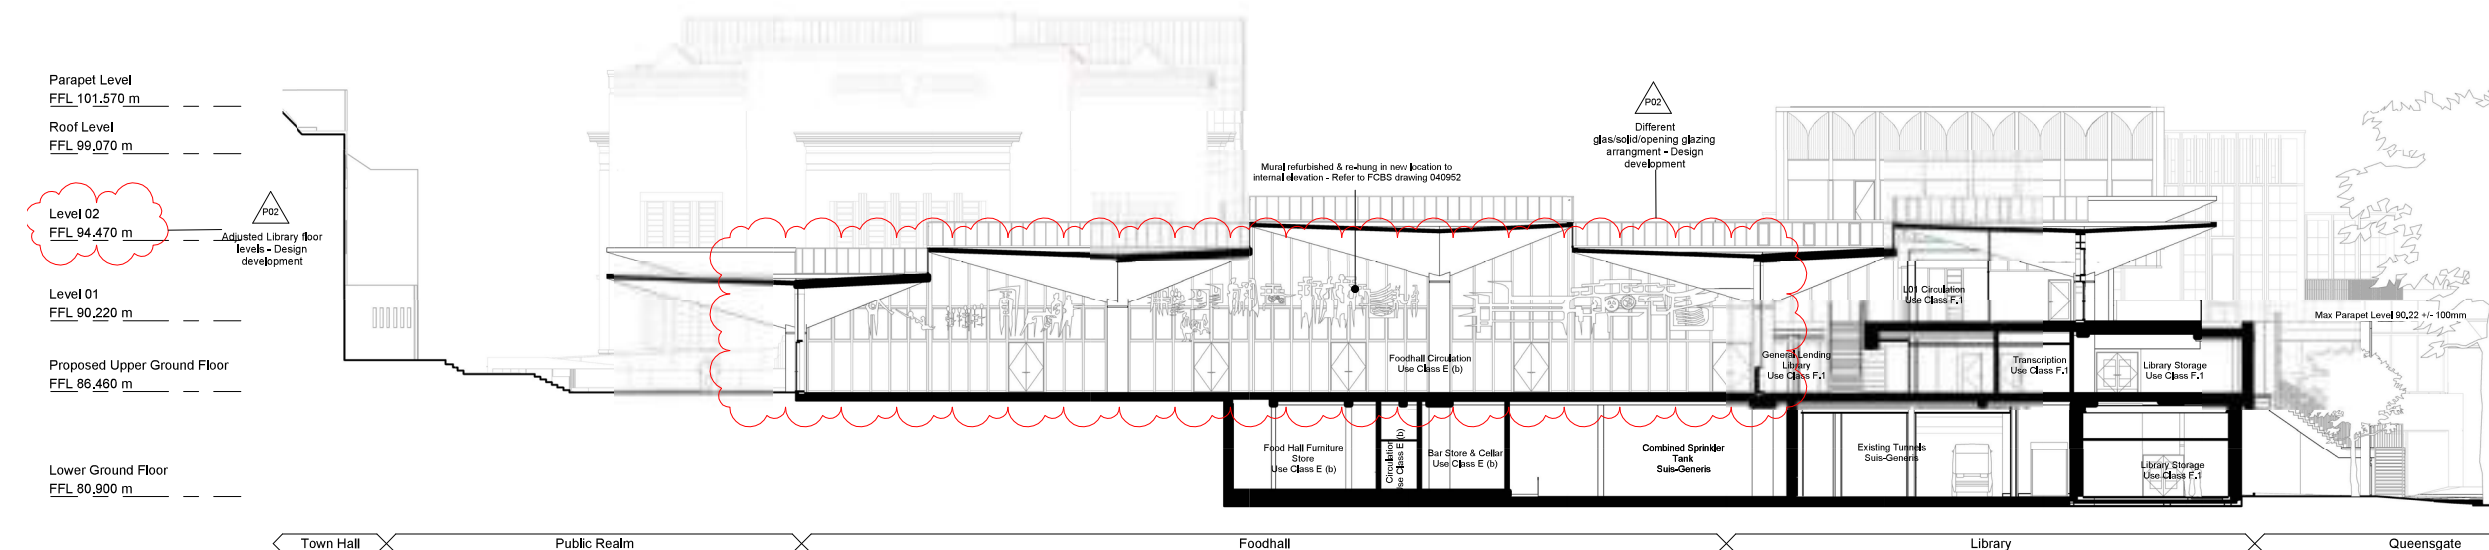 Parapet Level
FFL 101.570 m
Roof Level
FFL 99.070 m
Level 02
FFL 94.470 m
P02
Adjusted Library floor
levels - Design
development
Level 01
FFL 90.220 m
Proposed Upper Ground Floor
FFL 86.460 m
Lower Ground Floor
FFL 80.900 m
Mural refurbished & re-hung in new location to
internal elevation - Refer to FCBS drawing 040952
P02
Different
glas/solid/opening glazing
arrangment - Design
development
L01 Circulation
Use Class F.1
Max Parapet Level 90.22 +/- 100mm
Foodhall Circulation
Use Class E (b)
General Lending
Library
Use Class F.1
Transcription
Use Class F.1
Library Storage
Use Class F.1
Food Hall Furniture
Store
Use Class E (b)
Circulation
Use Class E (b)
Bar Store & Cellar
Use Class E (b)
Combined Sprinkler
Tank
Suis-Generis
Existing Tunnels
Suis-Generis
Library Storage
Use Class F.1
Town Hall
Public Realm
Foodhall
Library
Queensgate